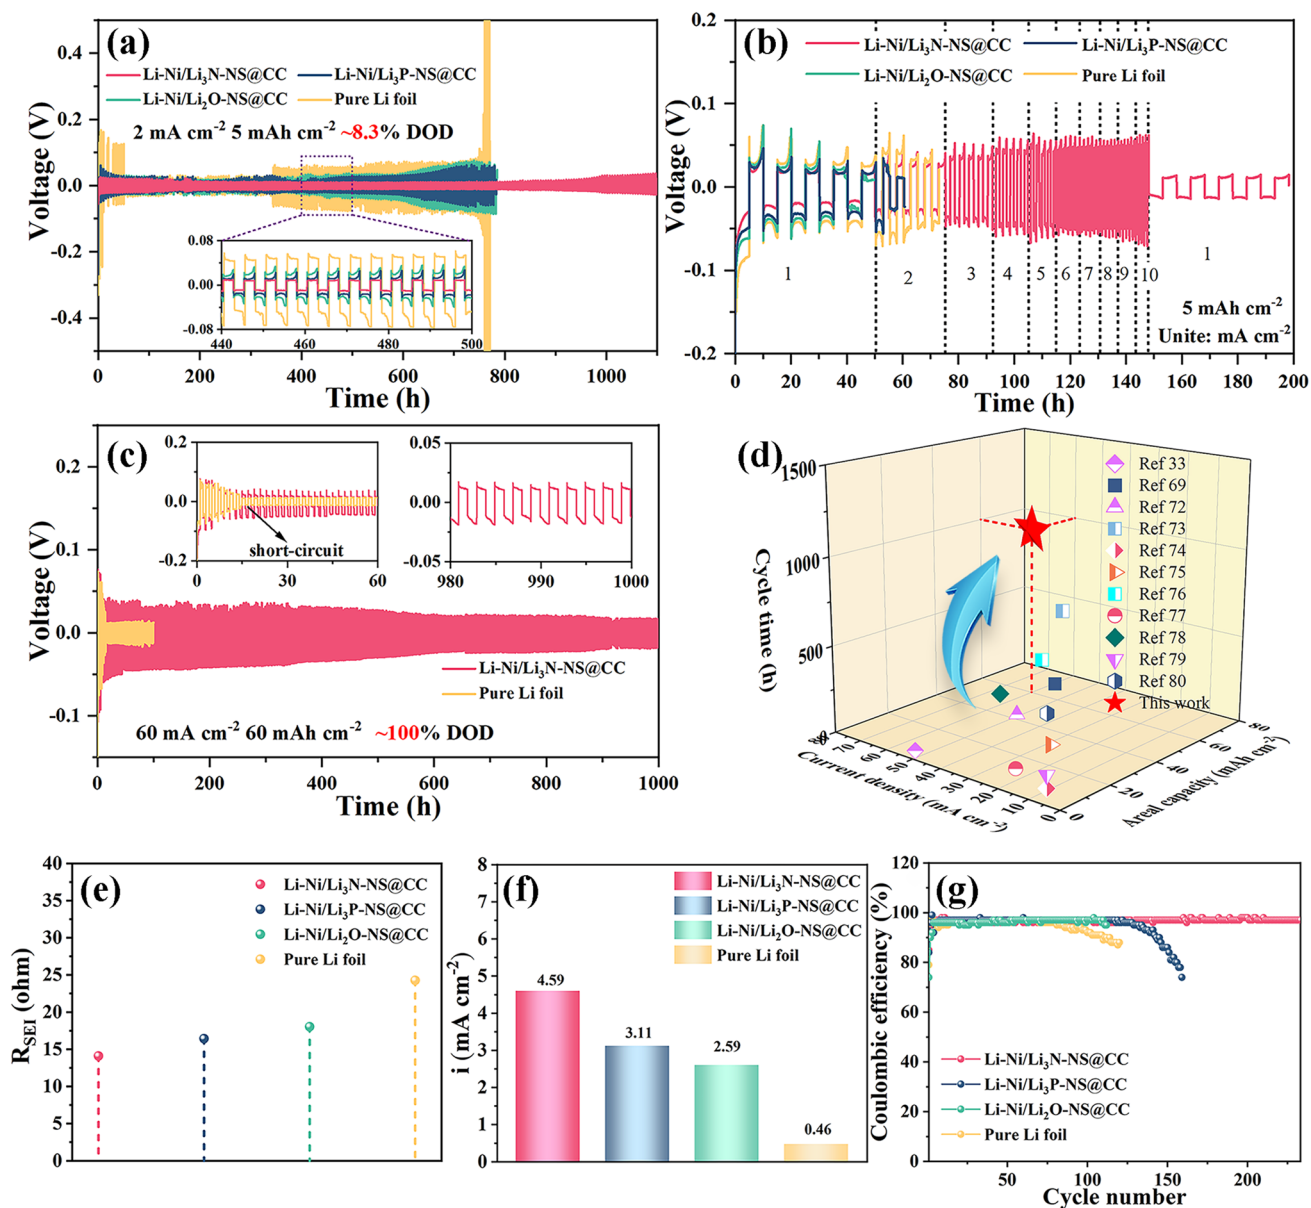 (a)
Li-Ni/Li₃N-NS@CC
Li-Ni/Li₃P-NS@CC
Li-Ni/Li₂O-NS@CC
Pure Li foil
2 mA cm⁻² 5 mAh cm⁻² ~8.3% DOD
Voltage (V)
0.4
0.2
0.0
-0.2
-0.4
0.08
0.00
-0.08
440
460
480
500
0
200
400
600
800
1000
Time (h)
(b)
Li-Ni/Li₃N-NS@CC
Li-Ni/Li₃P-NS@CC
Li-Ni/Li₂O-NS@CC
Pure Li foil
Voltage (V)
0.2
0.1
0.0
-0.1
-0.2
1
2
3
4
5
6
7
8
9
10
1
5 mAh cm⁻²
Unite: mA cm⁻²
0
20
40
60
80
100
120
140
160
180
200
Time (h)
(c)
Voltage (V)
0.2
0.1
0.0
-0.1
0.2
0.0
-0.2
short-circuit
0
30
60
0.05
0.00
-0.05
980
990
1000
Li-Ni/Li₃N-NS@CC
Pure Li foil
60 mA cm⁻² 60 mAh cm⁻² ~100% DOD
0
200
400
600
800
1000
Time (h)
(d)
Cycle time (h)
1500
1000
500
Ref 33
Ref 69
Ref 72
Ref 73
Ref 74
Ref 75
Ref 76
Ref 77
Ref 78
Ref 79
Ref 80
This work
70
60
50
40
30
20
10
0
Current density (mA cm⁻²)
0
20
40
60
80
Areal capacity (mAh cm⁻²)
(e)
R_SEI (ohm)
40
35
30
25
20
15
10
5
0
Li-Ni/Li₃N-NS@CC
Li-Ni/Li₃P-NS@CC
Li-Ni/Li₂O-NS@CC
Pure Li foil
(f)
i (mA cm⁻²)
8
7
6
5
4
3
2
1
0
Li-Ni/Li₃N-NS@CC
Li-Ni/Li₃P-NS@CC
Li-Ni/Li₂O-NS@CC
Pure Li foil
4.59
3.11
2.59
0.46
(g)
Coulombic efficiency (%)
120
100
80
60
40
20
0
Li-Ni/Li₃N-NS@CC
Li-Ni/Li₃P-NS@CC
Li-Ni/Li₂O-NS@CC
Pure Li foil
50
100
150
200
Cycle number